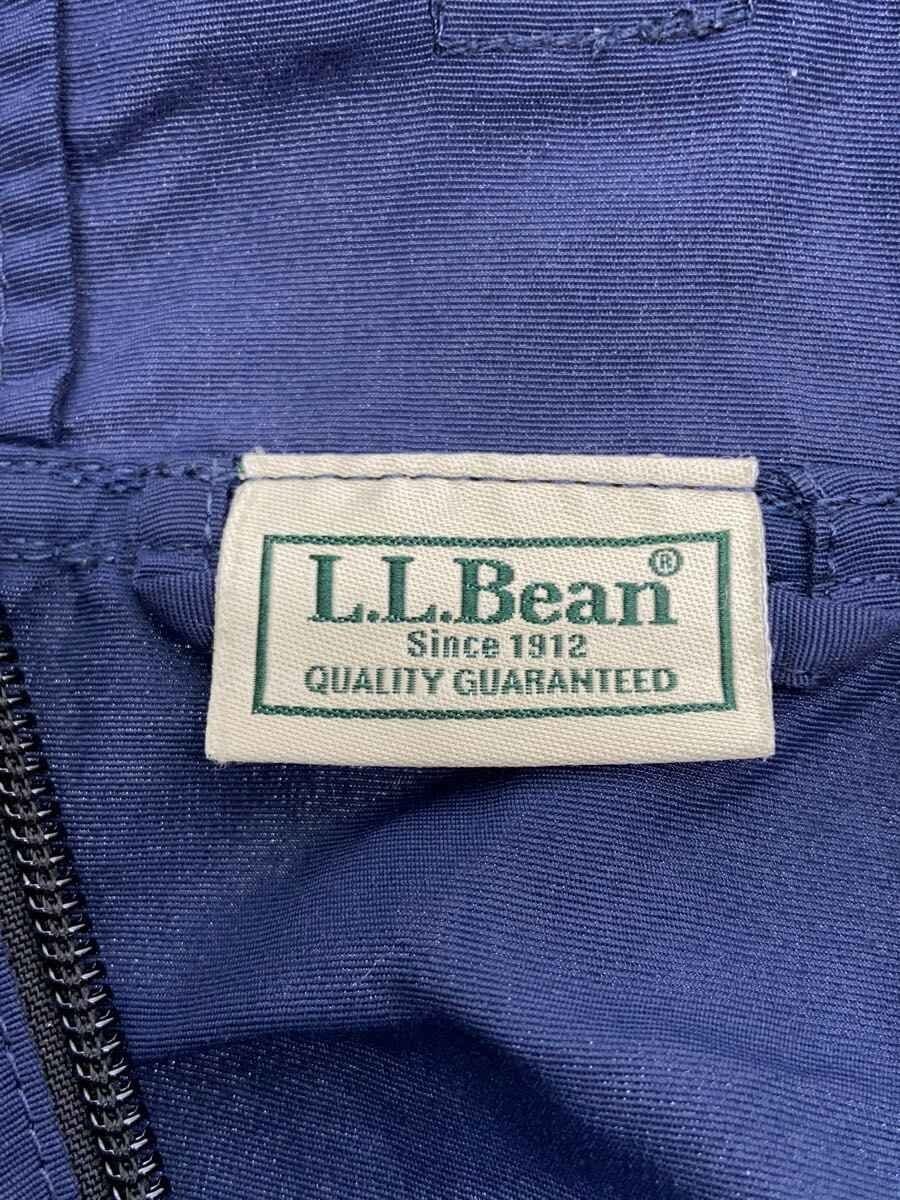 L.L.Bean®
Since 1912
QUALITY GUARANTEED